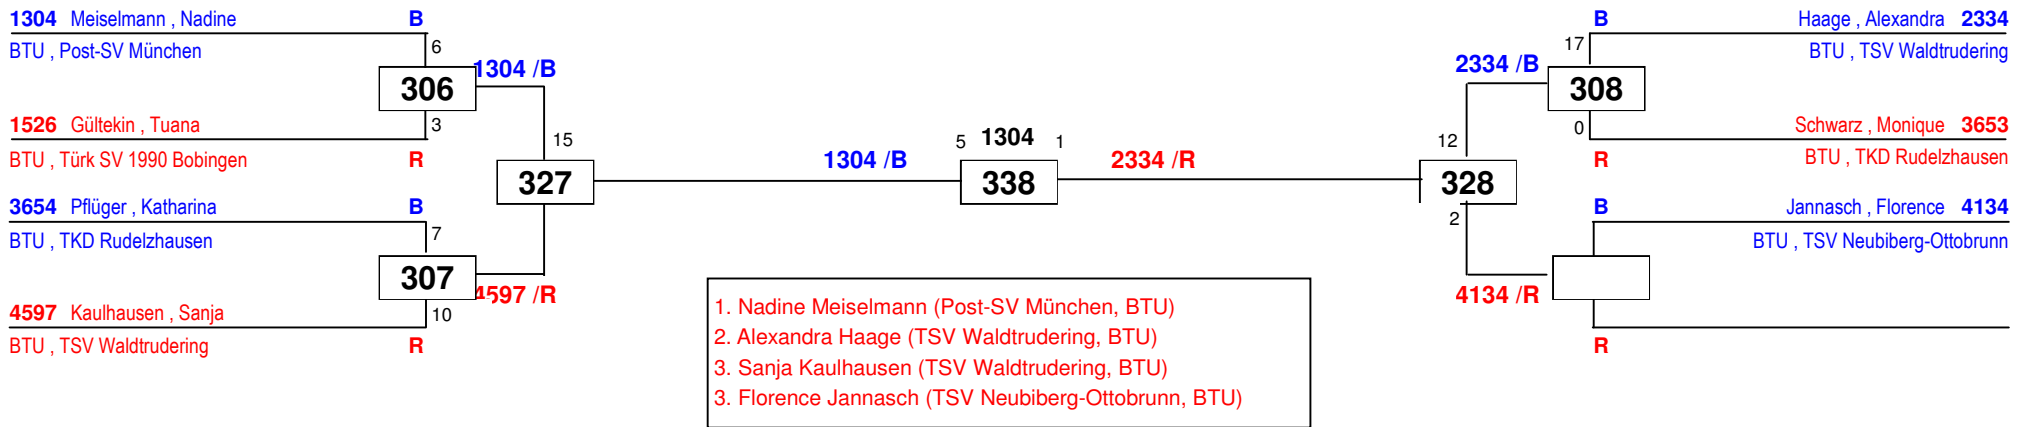 1304 Meiselmann , Nadine B
BTU , Post-SV München
6
306
1304 /B
3
1526 Gültekin , Tuana
BTU , Türk SV 1990 Bobingen R
15
327
3654 Pflüger , Katharina B
BTU , TKD Rudelzhausen
7
307
4597 /R
10
4597 Kaulhausen , Sanja
BTU , TSV Waldtrudering R
1304 /B
5 1304 1
338
2334 /R
B Haage , Alexandra 2334
17
BTU , TSV Waldtrudering
2334 /B
308
0
Schwarz , Monique 3653
R BTU , TKD Rudelzhausen
12
328
2
B Jannasch , Florence 4134
BTU , TSV Neubiberg-Ottobrunn
4134 /R
R
1. Nadine Meiselmann (Post-SV München, BTU)
2. Alexandra Haage (TSV Waldtrudering, BTU)
3. Sanja Kaulhausen (TSV Waldtrudering, BTU)
3. Florence Jannasch (TSV Neubiberg-Ottobrunn, BTU)